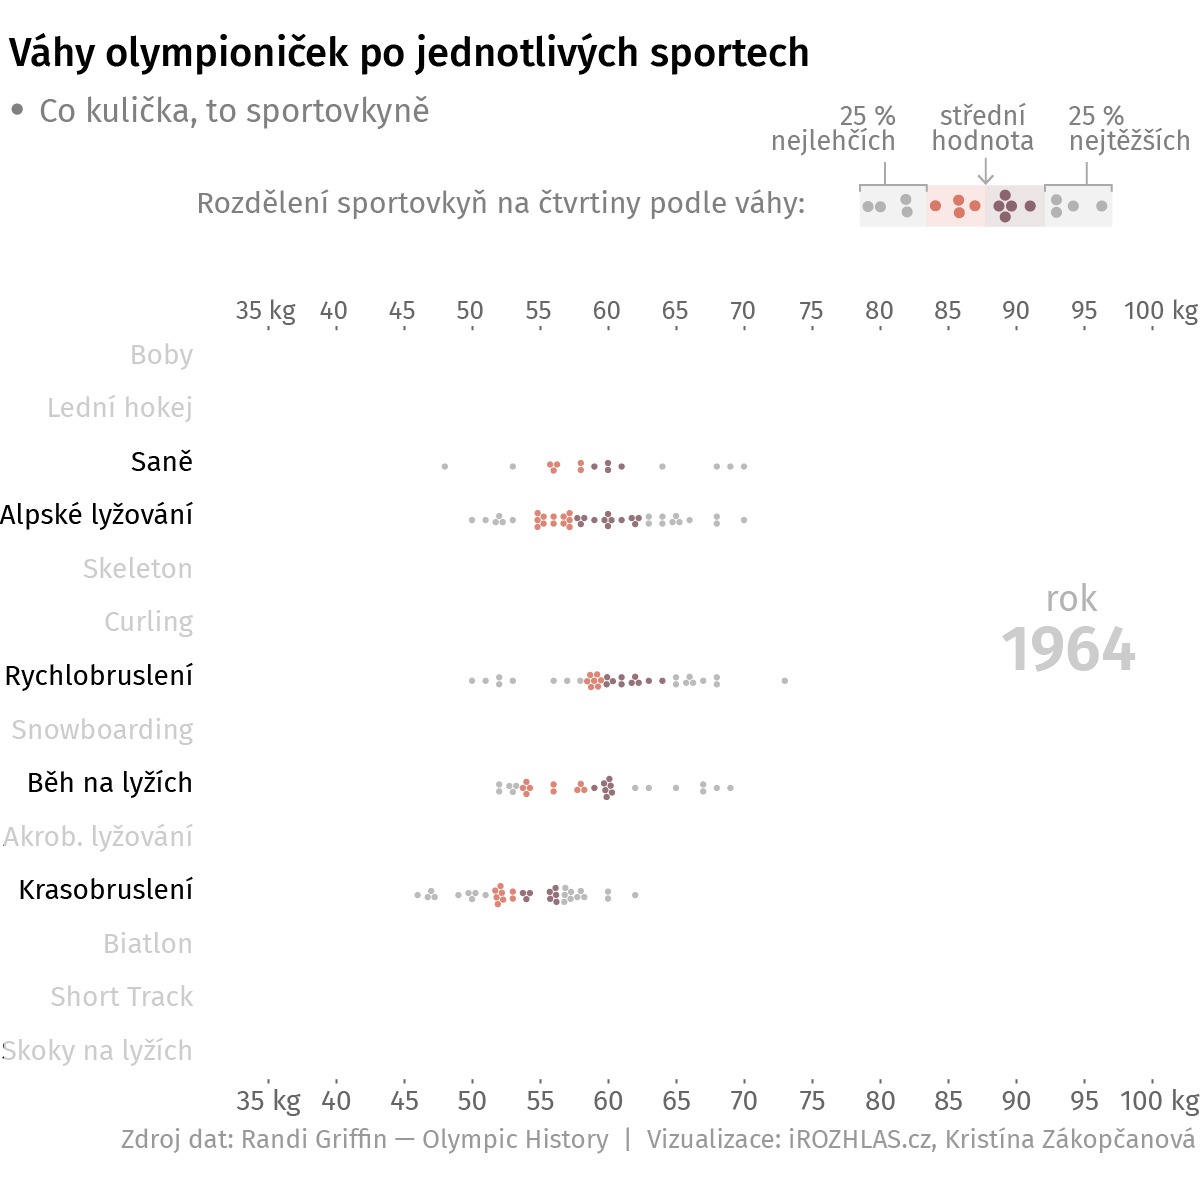 Váhy olympioniček po jednotlivých sportech
• Co kulička, to sportovkyně
25 % nejlehčích
střední hodnota
25 % nejtěžších
Rozdělení sportovkyň na čtvrtiny podle váhy:
35 kg 40 45 50 55 60 65 70 75 80 85 90 95 100 kg
Boby
Lední hokej
Saně
Alpské lyžování
Skeleton
Curling
rok
1964
Rychlobruslení
Snowboarding
Běh na lyžích
Akrob. lyžování
Krasobruslení
Biatlon
Short Track
Skoky na lyžích
35 kg 40 45 50 55 60 65 70 75 80 85 90 95 100 kg
Zdroj dat: Randi Griffin — Olympic History | Vizualizace: iROZHLAS.cz, Kristína Zákopčanová